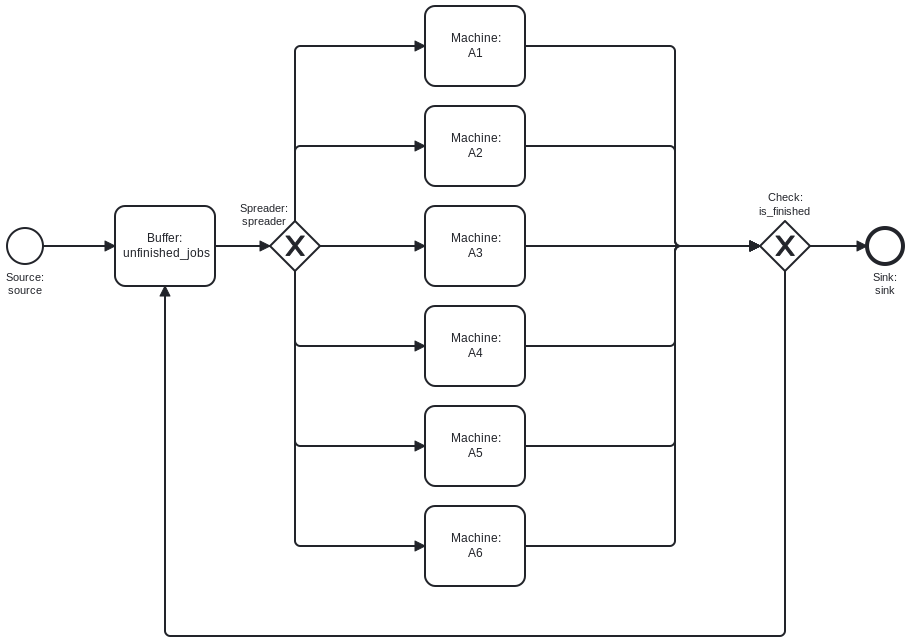 Machine:
A1
Machine:
A2
Spreader:
spreader
Check:
is_finished
Source:
source
Buffer:
unfinished_jobs
X
Machine:
A3
X
Sink:
sink
Machine:
A4
Machine:
A5
Machine:
A6